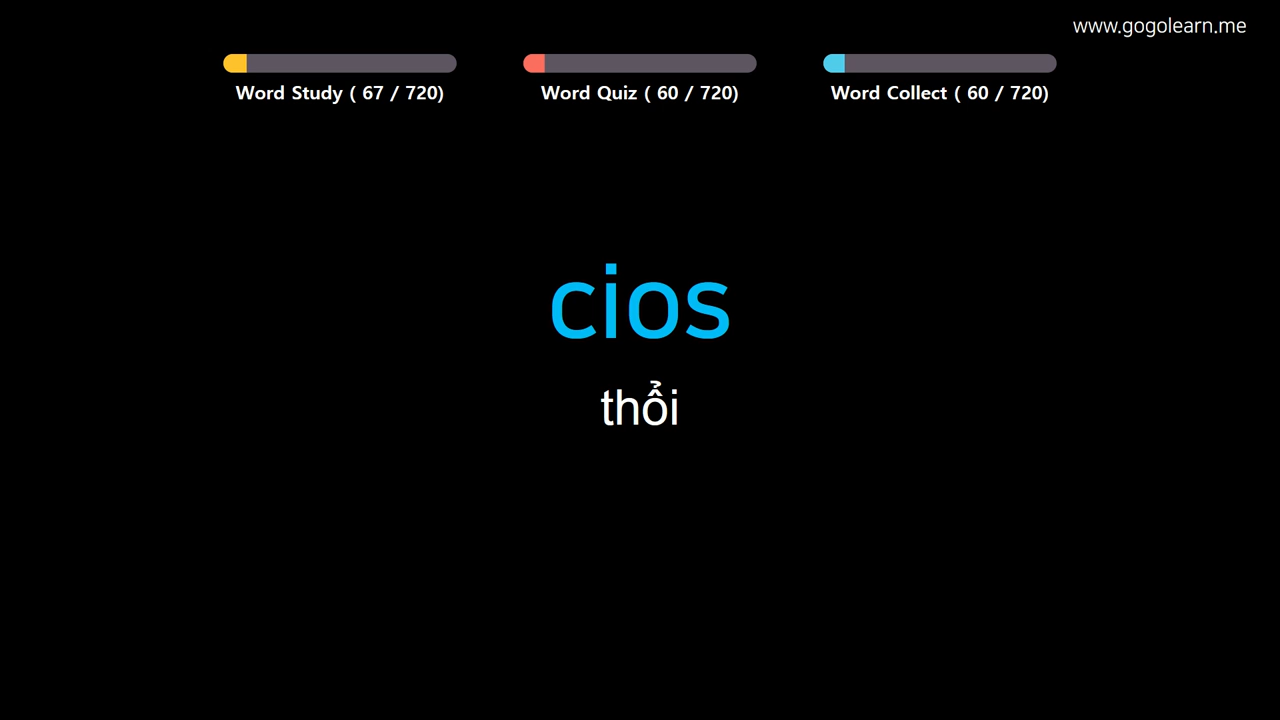 www.gogolearn.me
Word Study ( 67 / 720)
Word Quiz ( 60 / 720)
Word Collect ( 60 / 720)
cios
thổi